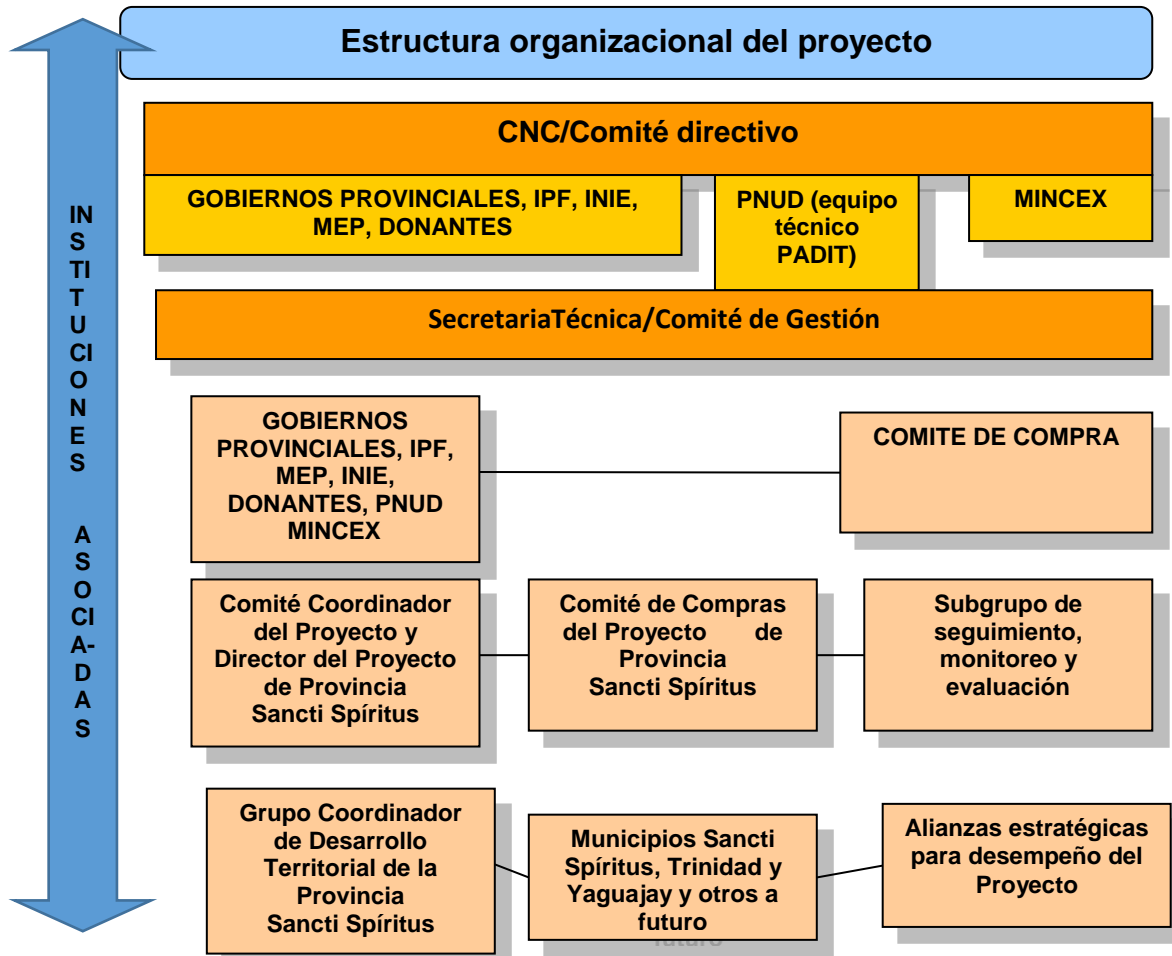 Estructura organizacional del proyecto
CNC/Comité directivo
GOBIERNOS PROVINCIALES, IPF, INIE,
MEP, DONANTES
PNUD (equipo
técnico
PADIT)
MINCEX
SecretariaTécnica/Comité de Gestión
GOBIERNOS
PROVINCIALES, IPF,
MEP, INIE,
DONANTES, PNUD
MINCEX
COMITE DE COMPRA
Comité Coordinador
del Proyecto y
Director del Proyecto
de Provincia
Sancti Spíritus
Comité de Compras
del Proyecto de
Provincia
Sancti Spíritus
Subgrupo de
seguimiento,
monitoreo y
evaluación
Grupo Coordinador
de Desarrollo
Territorial de la
Provincia
Sancti Spíritus
Municipios Sancti
Spíritus, Trinidad y
Yaguajay y otros a
futuro
Alianzas estratégicas
para desempeño del
Proyecto
IN
S
TI
T
U
CI
O
N
E
S
A
S
O
CI
A-
D
A
S